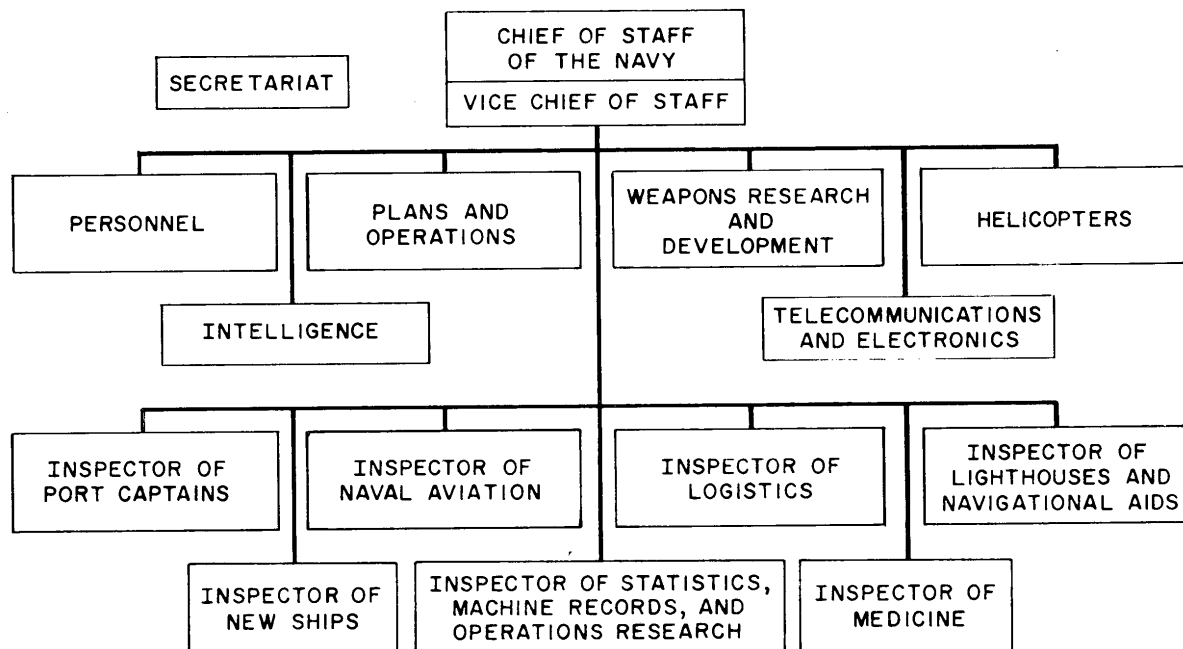 CHIEF OF STAFF
OF THE NAVY
SECRETARIAT
VICE CHIEF OF STAFF
PERSONNEL
PLANS AND
OPERATIONS
WEAPONS RESEARCH
AND
DEVELOPMENT
HELICOPTERS
INTELLIGENCE
TELECOMMUNICATIONS
AND ELECTRONICS
INSPECTOR OF
PORT CAPTAINS
INSPECTOR OF
NAVAL AVIATION
INSPECTOR OF
LOGISTICS
INSPECTOR OF
LIGHTHOUSES AND
NAVIGATIONAL AIDS
INSPECTOR OF
NEW SHIPS
INSPECTOR OF STATISTICS,
MACHINE RECORDS, AND
OPERATIONS RESEARCH
INSPECTOR OF
MEDICINE